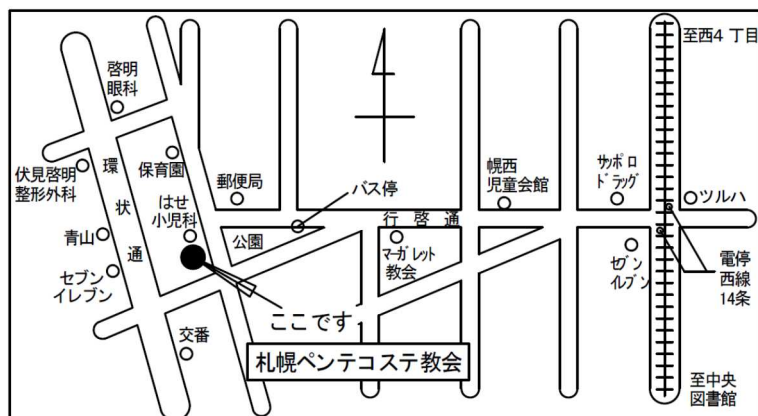 至西4 丁目
啓明
眼科
伏見啓明
整形外科
環状通
保育園
はせ
小児科
郵便局
バス停
幌西
児童会館
サッポロ
ドラッグ
ツルハ
行啓通
青山
公園
マーガレット
教会
セブン
イレブン
セブン
イレブン
電停
西線
14条
ここです
交番
札幌ペンテコステ教会
至中央
図書館